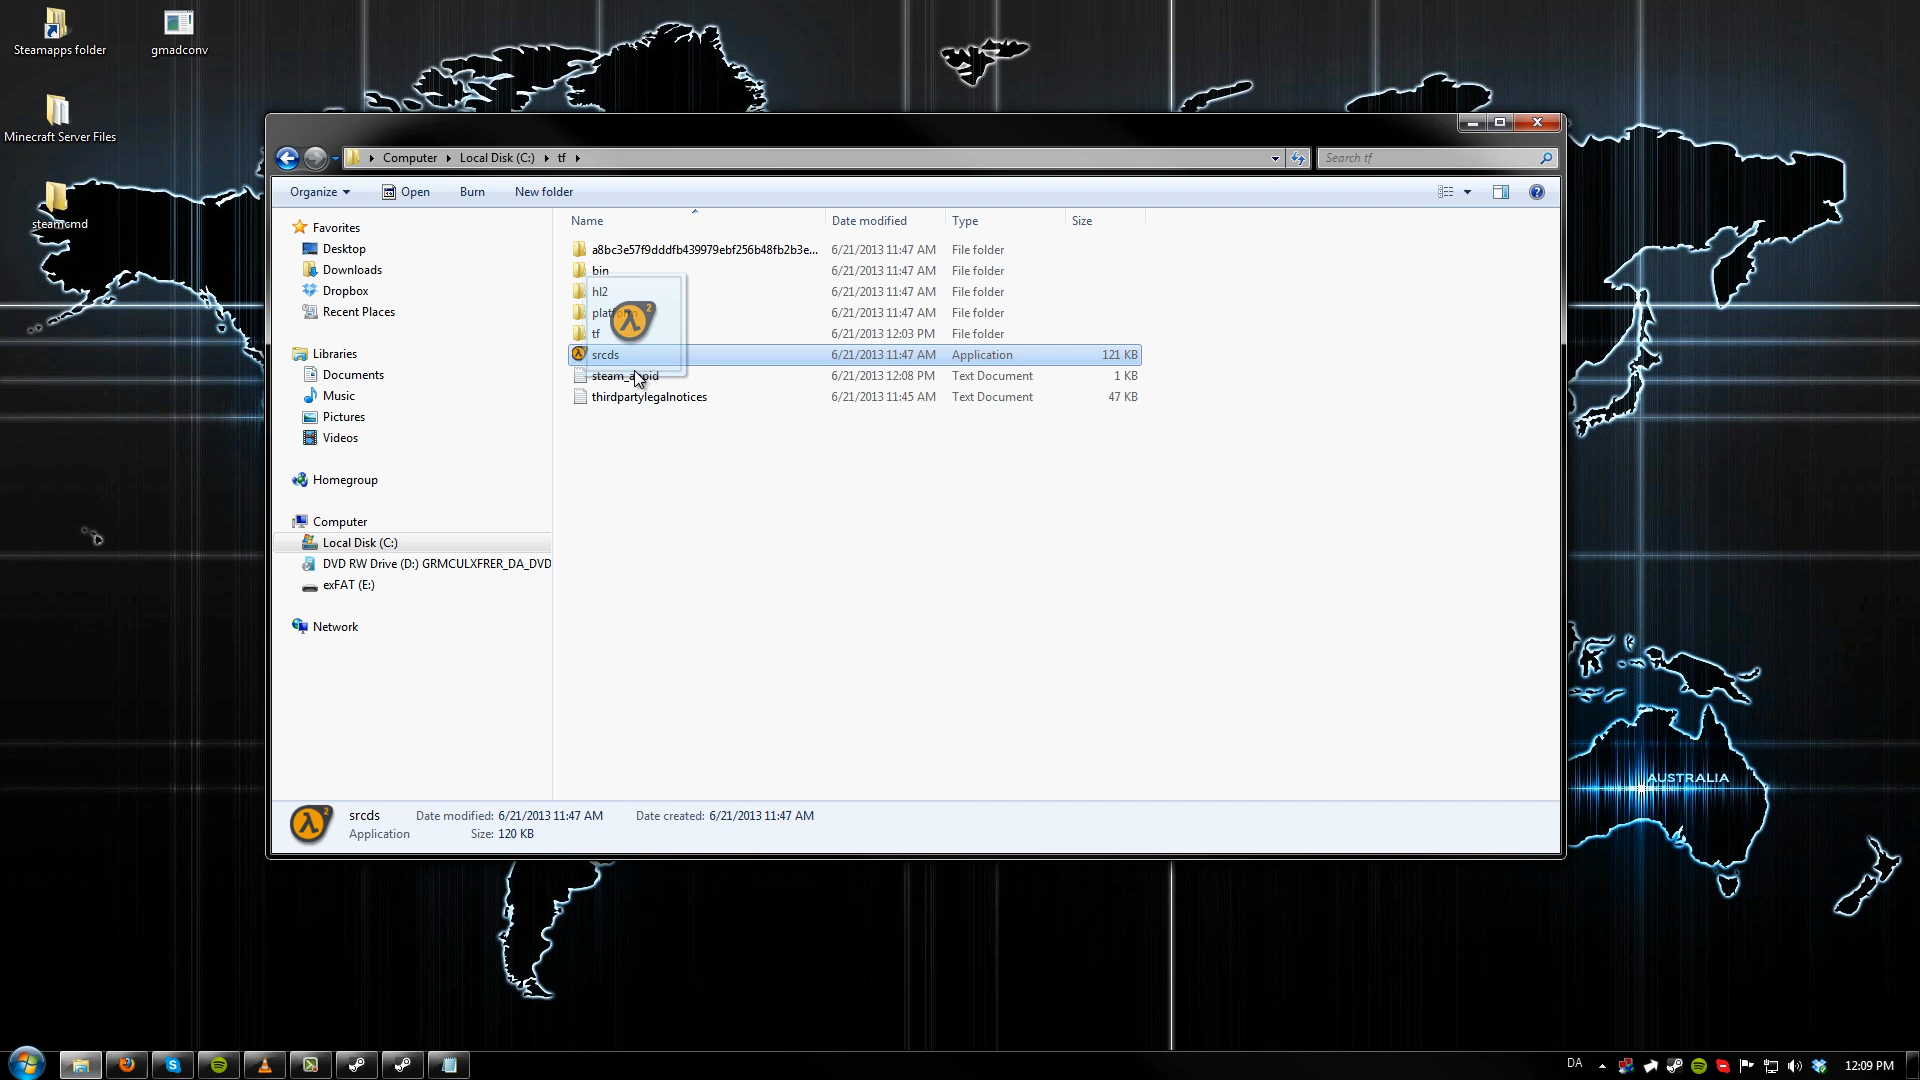 Steamapps folder
gmadconv
Minecraft Server Files
steamcmd
Computer
Local Disk (C:)
tf
Search tf
Organize
Open
Burn
New folder
Favorites
Desktop
Downloads
Dropbox
Recent Places
Libraries
Documents
Music
Pictures
Videos
Homegroup
Computer
Local Disk (C:)
DVD RW Drive (D:) GRMCULXFRER_DA_DVD
exFAT (E:)
Network
Name Date modified Type Size
a8bc3e57f9dddfb439979ebf256b48fb2b3e... 6/21/2013 11:47 AM File folder
bin 6/21/2013 11:47 AM File folder
hl2 6/21/2013 11:47 AM File folder
6/21/2013 11:47 AM File folder
tf 6/21/2013 12:03 PM File folder
srcds 6/21/2013 11:47 AM Application 121 KB
6/21/2013 12:08 PM Text Document 1 KB
thirdpartylegalnotices 6/21/2013 11:45 AM Text Document 47 KB
srcds Date modified: 6/21/2013 11:47 AM Date created: 6/21/2013 11:47 AM
Application Size: 120 KB
AUSTRALIA
DA
12:09 PM